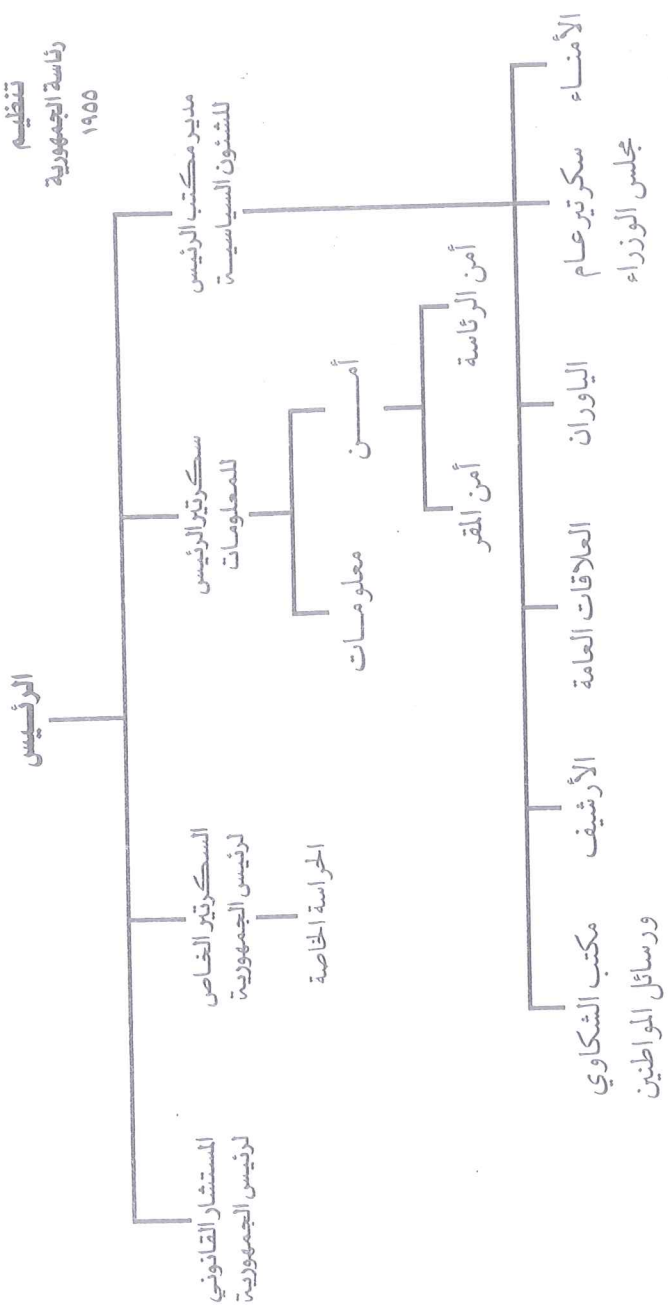 تنظيم
رئاسة الجمهورية
١٩٥٥
الرئيس
مدير مكتب الرئيس
للشئون السياسية
سكرتير الرئيس
للمعلومات
السكرتير الخاص
لرئيس الجمهورية
المستشار القانوني
لرئيس الجمهورية
أمن
معلومات
الحراسة الخاصة
أمن الرئاسة
أمن المقر
الأمناء
سكرتير عام
مجلس الوزراء
الياوران
العلاقات العامة
الأرشيف
مكتب الشكاوي
ورسائل المواطنين